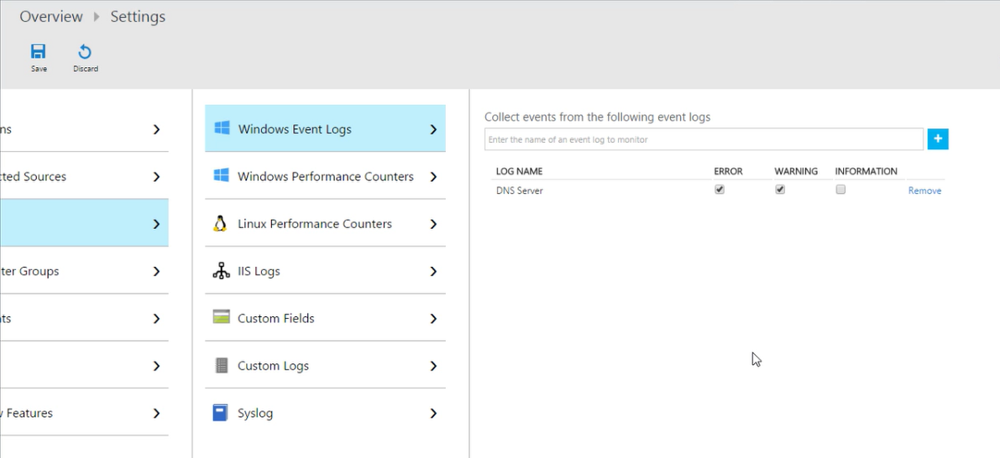 Overview Settings
Save Discard
ns
cted Sources
ter Groups
ts
Features
Windows Event Logs
Windows Performance Counters
Linux Performance Counters
IIS Logs
Custom Fields
Custom Logs
Syslog
Collect events from the following event logs
Enter the name of an event log to monitor
LOG NAME ERROR WARNING INFORMATION
DNS Server Remove